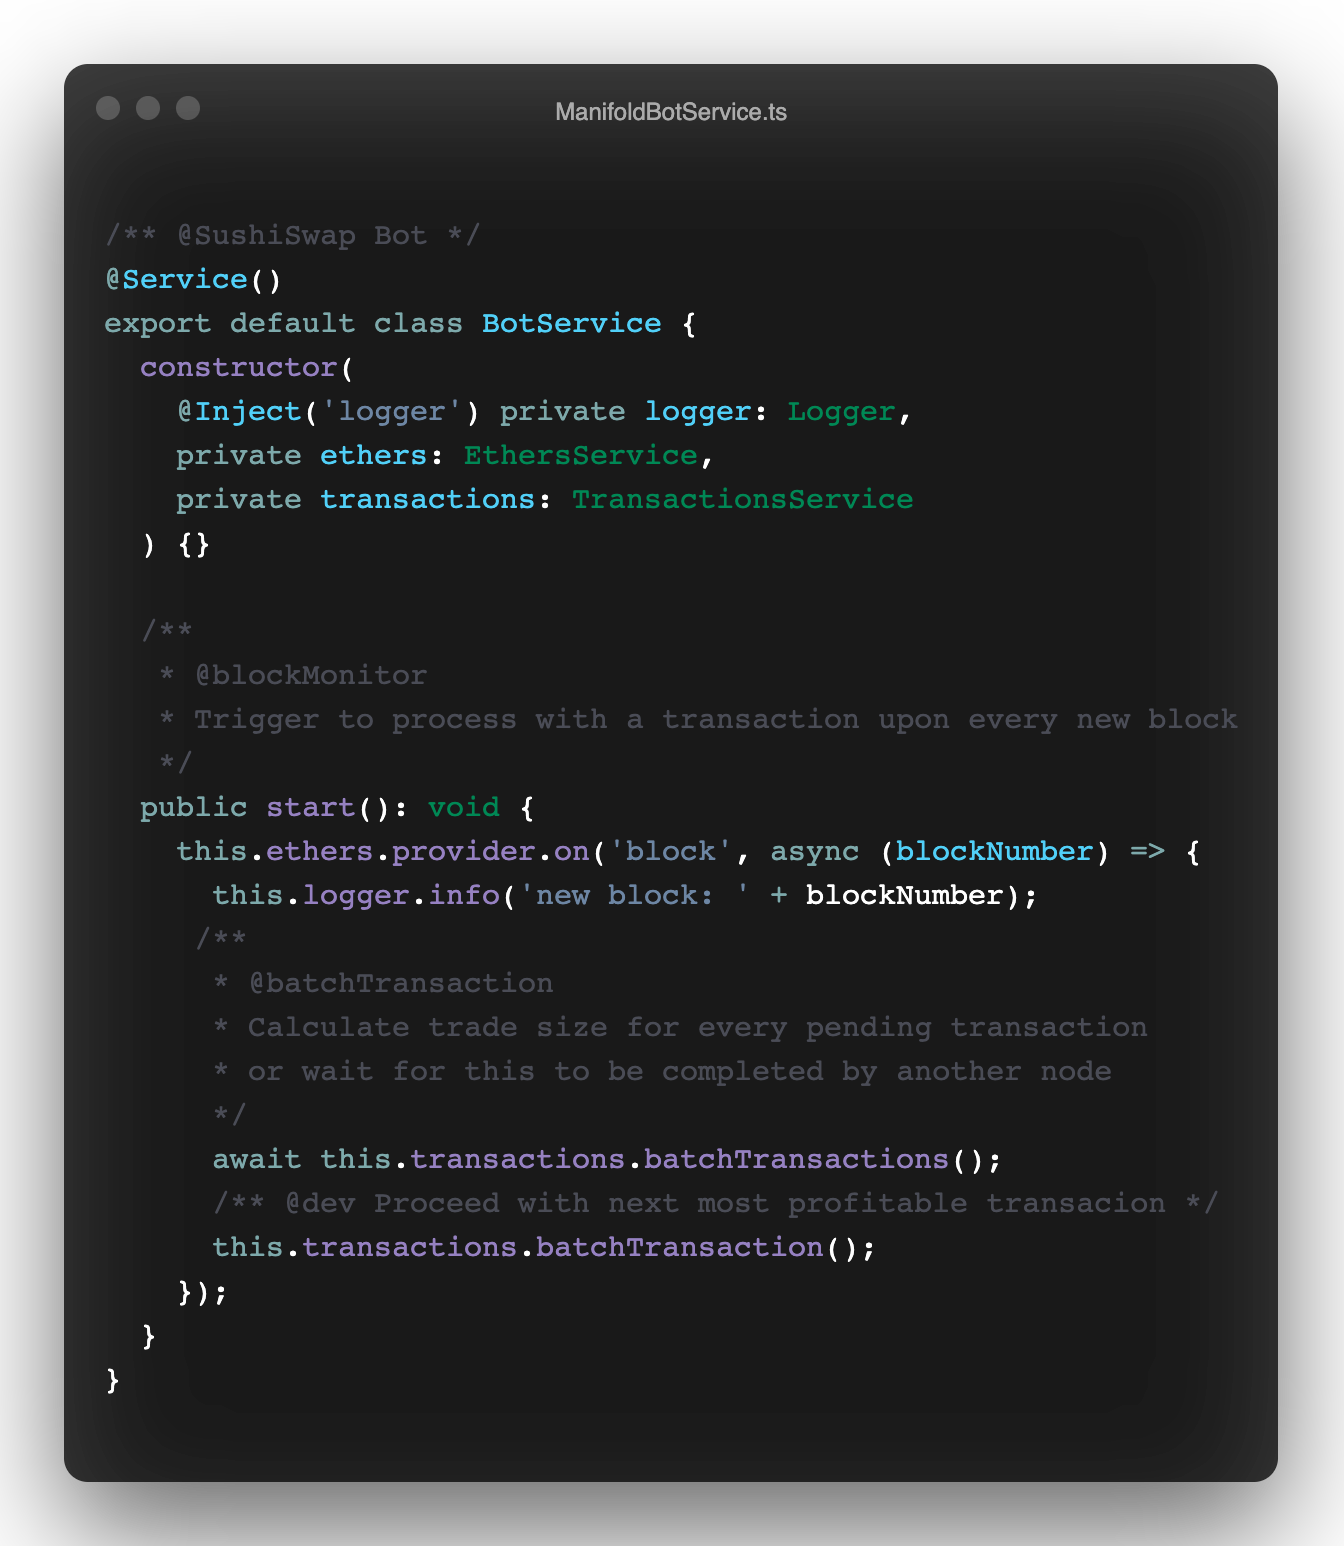 ManifoldBotService.ts
/** @SushiSwap Bot */
@Service()
export default class BotService {
  constructor(
    @Inject('logger') private logger: Logger,
    private ethers: EthersService,
    private transactions: TransactionsService
  ) {}
  /**
   * @blockMonitor
   * Trigger to process with a transaction upon every new block
   */
  public start(): void {
    this.ethers.provider.on('block', async (blockNumber) => {
      this.logger.info('new block: ' + blockNumber);
     /**
      * @batchTransaction
      * Calculate trade size for every pending transaction
      * or wait for this to be completed by another node
      */
      await this.transactions.batchTransactions();
      /** @dev Proceed with next most profitable transacion */
      this.transactions.batchTransaction();
    });
  }
}